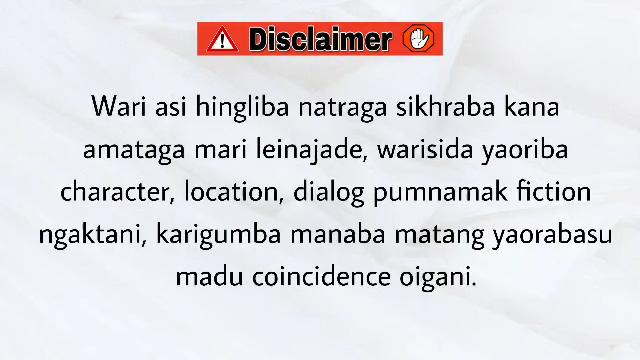 Disclaimer
Wari asi hingliba natraga sikhraba kana
amataga mari leinajade, warisida yaoriba
character, location, dialog pumnamak fiction
ngaktani, karigumba manaba matang yaorabasu
madu coincidence oigani.